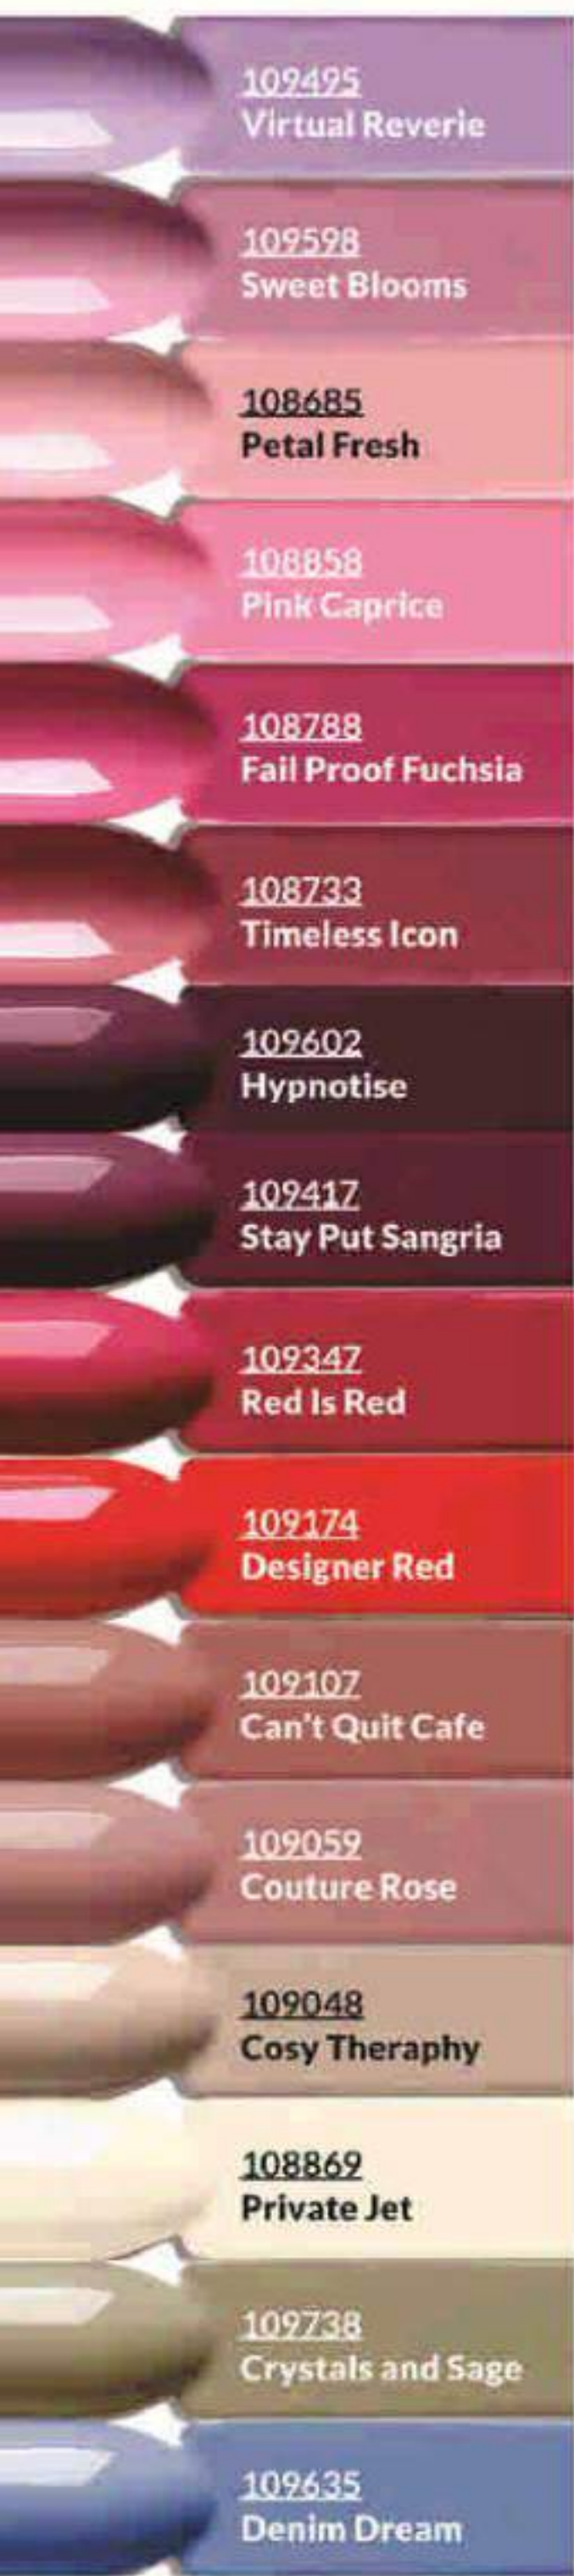 109495
Virtual Reverie
109598
Sweet Blooms
108685
Petal Fresh
108858
Pink Caprice
108788
Fail Proof Fuchsia
108733
Timeless Icon
109602
Hypnotise
109417
Stay Put Sangria
109347
Red Is Red
109174
Designer Red
109107
Can't Quit Cafe
109059
Couture Rose
109048
Cosy Theraphy
108869
Private Jet
109738
Crystals and Sage
109635
Denim Dream